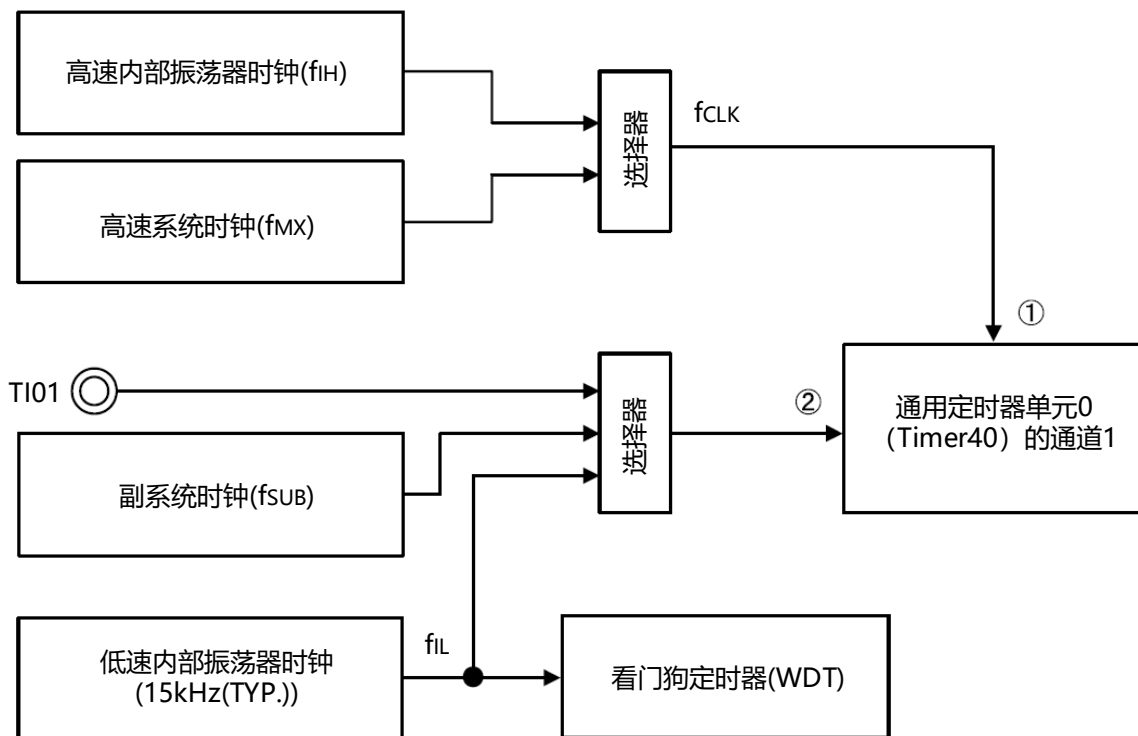 高速内部振荡器时钟(fIH)
选择器
fCLK
高速系统时钟(fMX)
①
TI01
选择器
②
通用定时器单元0
（Timer40）的通道1
副系统时钟(fSUB)
低速内部振荡器时钟
(15kHz(TYP.))
fIL
看门狗定时器(WDT)